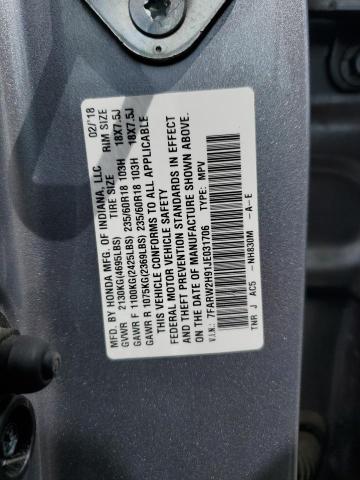 MFD. BY HONDA MFG. OF INDIANA, LLC 02/'18
TIRE SIZE RIM SIZE
GVWR 2130KG(4695LBS)
GAWR F 1100KG(2425LBS) 235/60R18 103H 18X7.5J
GAWR R 1075KG(2369LBS) 235/60R18 103H 18X7.5J
THIS VEHICLE CONFORMS TO ALL APPLICABLE
FEDERAL MOTOR VEHICLE SAFETY
AND THEFT PREVENTION STANDARDS IN EFFECT
ON THE DATE OF MANUFACTURE SHOWN ABOVE.
V.I.N.: 7FARW2H91JE031706 TYPE: MPV
TNR J AC5 -NH830M -A-E